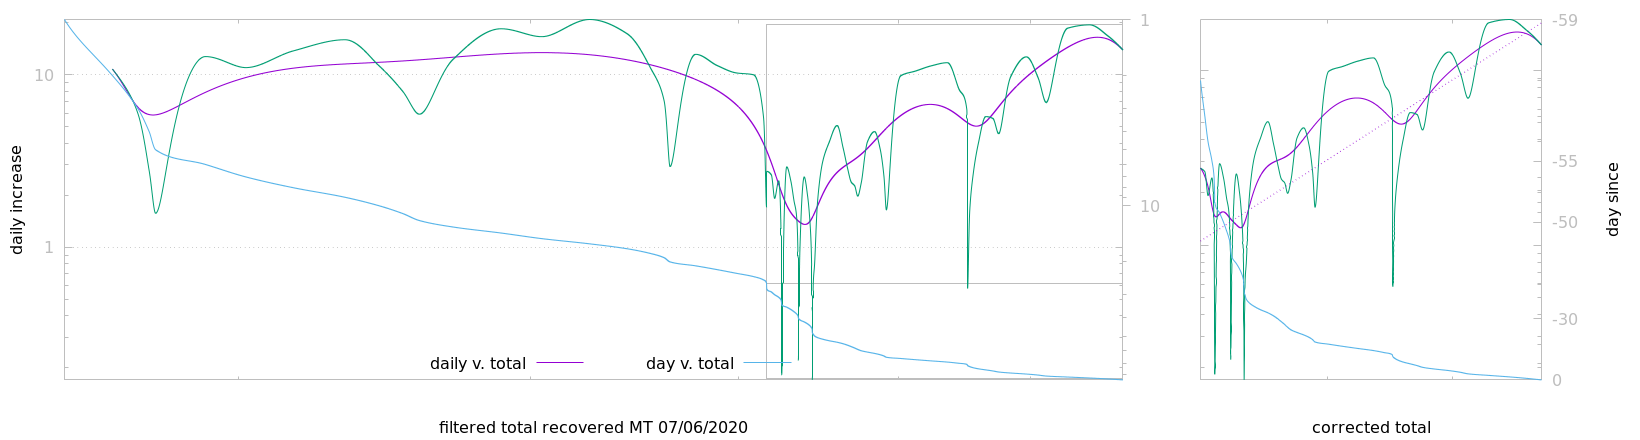 1
-59
10
daily increase
-55
10
day since
-50
1
-30
daily v. total
day v. total
0
filtered total recovered MT 07/06/2020
corrected total